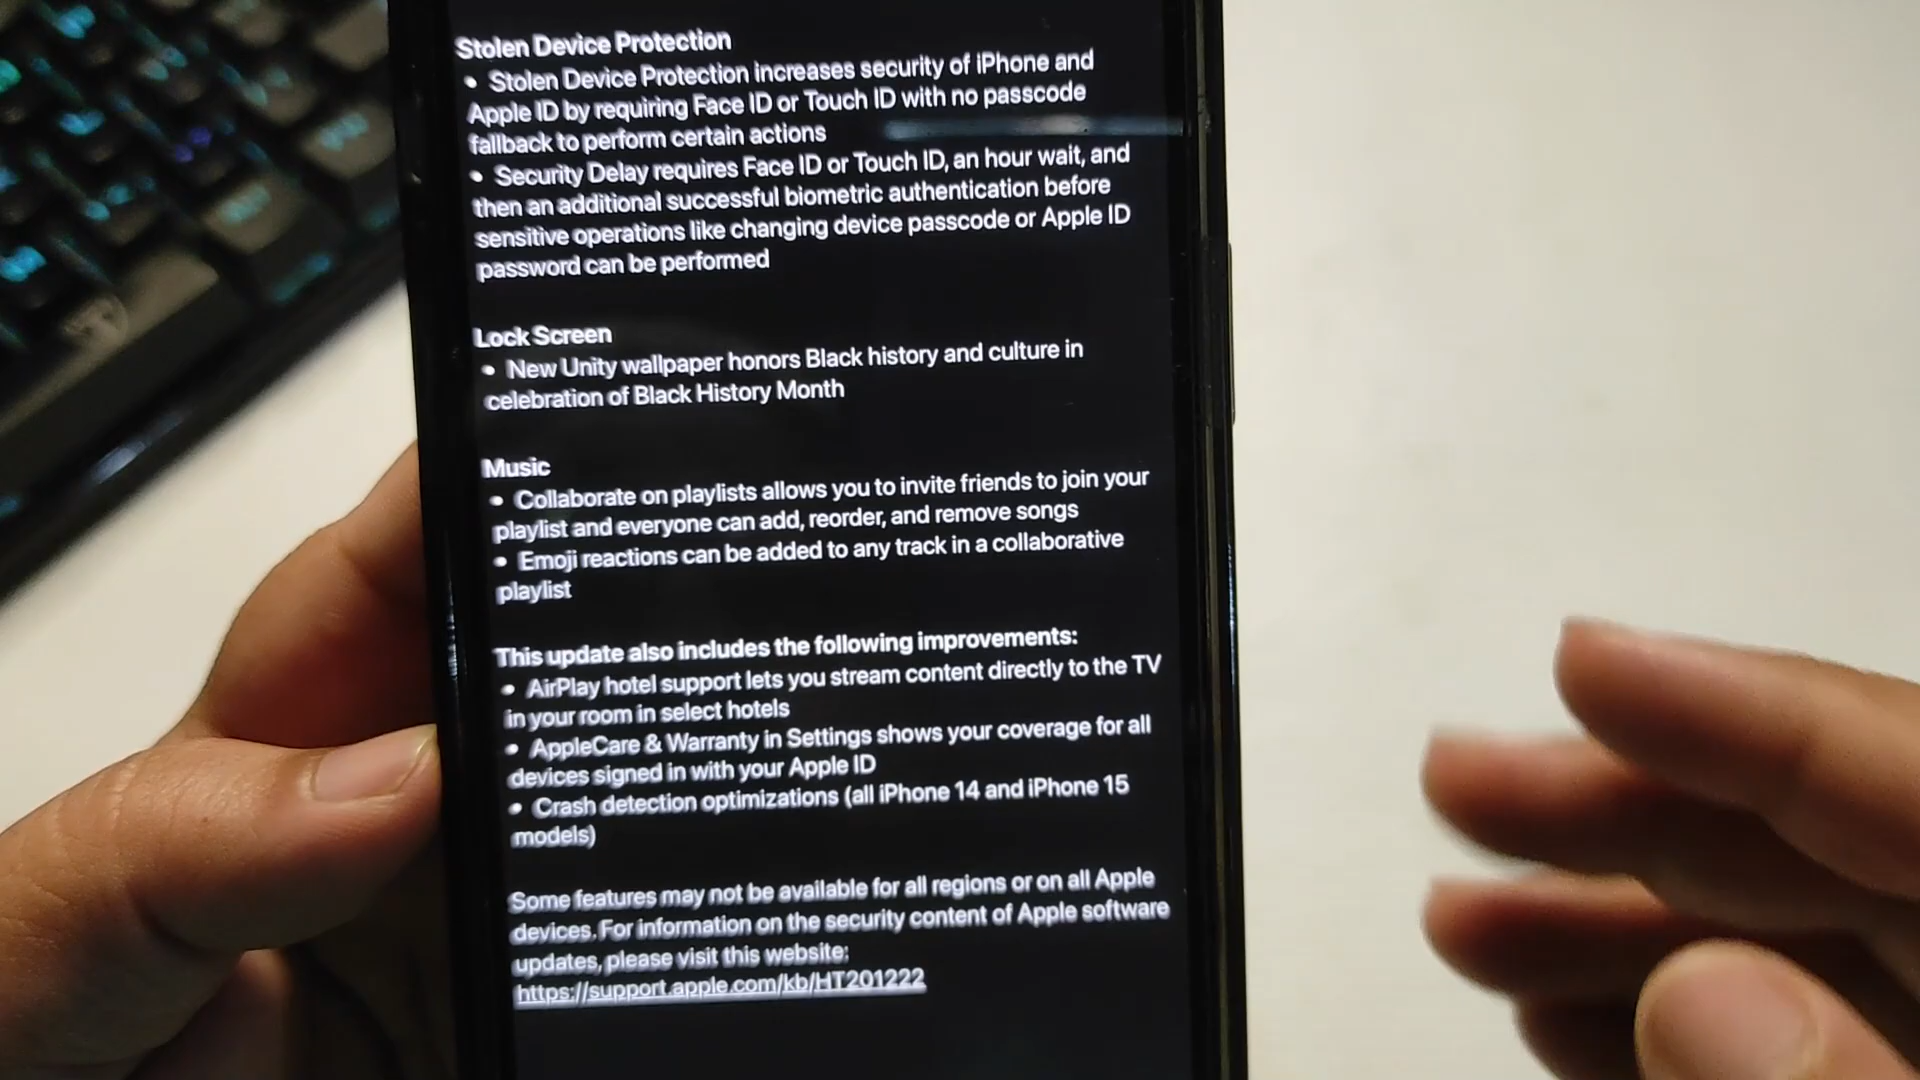 Stolen Device Protection
• Stolen Device Protection increases security of iPhone and
Apple ID by requiring Face ID or Touch ID with no passcode
fallback to perform certain actions
• Security Delay requires Face ID or Touch ID, an hour wait, and
then an additional successful biometric authentication before
sensitive operations like changing device passcode or Apple ID
password can be performed
Lock Screen
• New Unity wallpaper honors Black history and culture in
celebration of Black History Month
Music
• Collaborate on playlists allows you to invite friends to join your
playlist and everyone can add, reorder, and remove songs
• Emoji reactions can be added to any track in a collaborative
playlist
This update also includes the following improvements:
• AirPlay hotel support lets you stream content directly to the TV
in your room in select hotels
• AppleCare & Warranty in Settings shows your coverage for all
devices signed in with your Apple ID
• Crash detection optimizations (all iPhone 14 and iPhone 15
models)
Some features may not be available for all regions or on all Apple
devices. For information on the security content of Apple software
updates, please visit this website:
https://support.apple.com/kb/HT201222